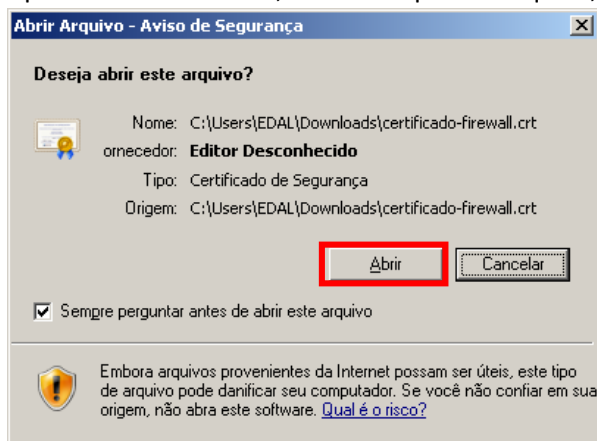 Abrir Arquivo - Aviso de Segurança
Deseja abrir este arquivo?
Nome: C:\Users\EDAL\Downloads\certificado-firewall.crt
ornecedor: Editor Desconhecido
Tipo: Certificado de Segurança
Origem: C:\Users\EDAL\Downloads\certificado-firewall.crt
Abrir Cancelar
Sempre perguntar antes de abrir este arquivo
Embora arquivos provenientes da Internet possam ser úteis, este tipo
de arquivo pode danificar seu computador. Se você não confiar em sua
origem, não abra este software. Qual é o risco?